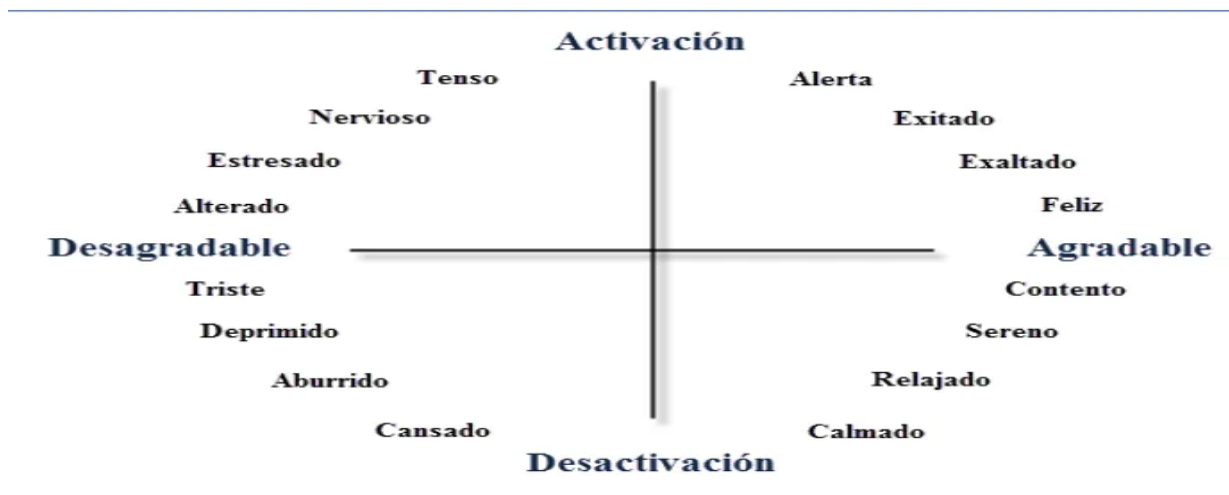 Activación
Tenso Alerta
Nervioso Exitado
Estresado Exaltado
Alterado Feliz
Desagradable Agradable
Triste Contento
Deprimido Sereno
Aburrido Relajado
Cansado Calmado
Desactivación